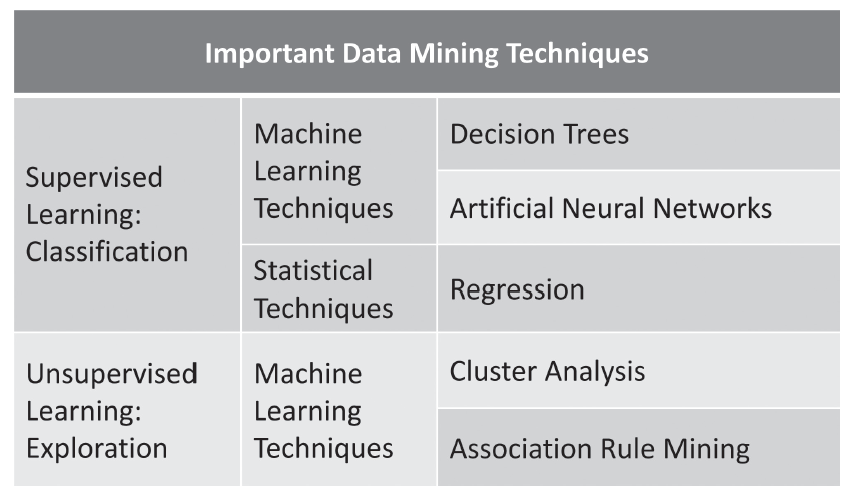 Important Data Mining Techniques
Supervised
Learning:
Classification
Machine
Learning
Techniques
Decision Trees
Artificial Neural Networks
Statistical
Techniques
Regression
Unsupervised
Learning:
Exploration
Machine
Learning
Techniques
Cluster Analysis
Association Rule Mining